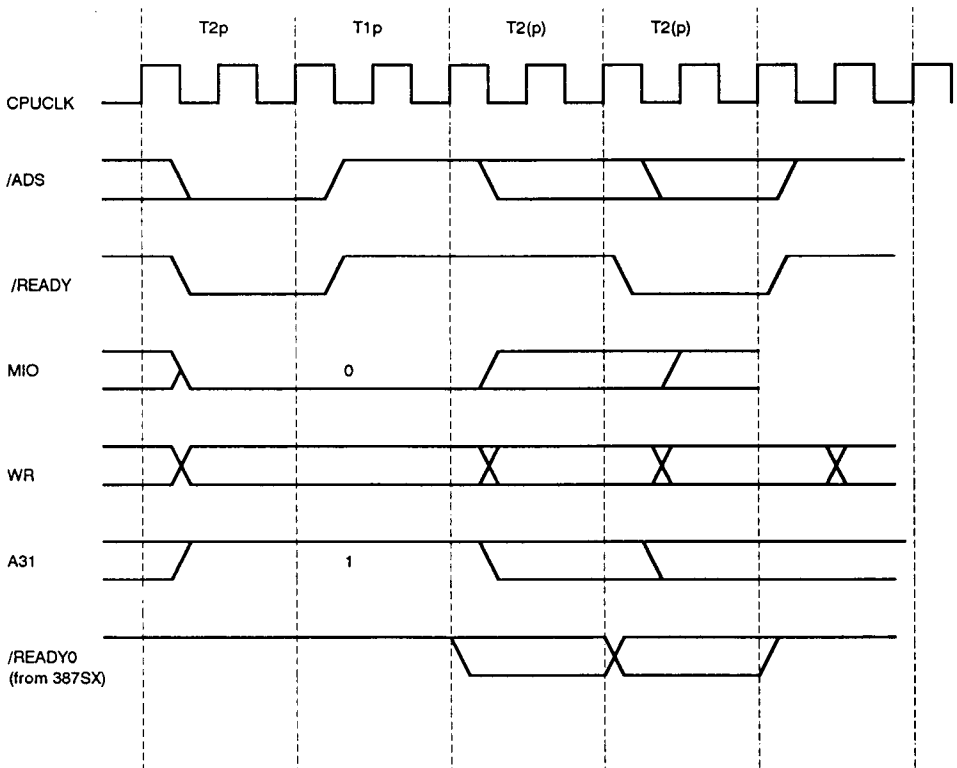 T2p T1p T2(p) T2(p)
CPUCLK
/ADS
/READY
MIO 0
WR
A31 1
/READY0
(from 387SX)